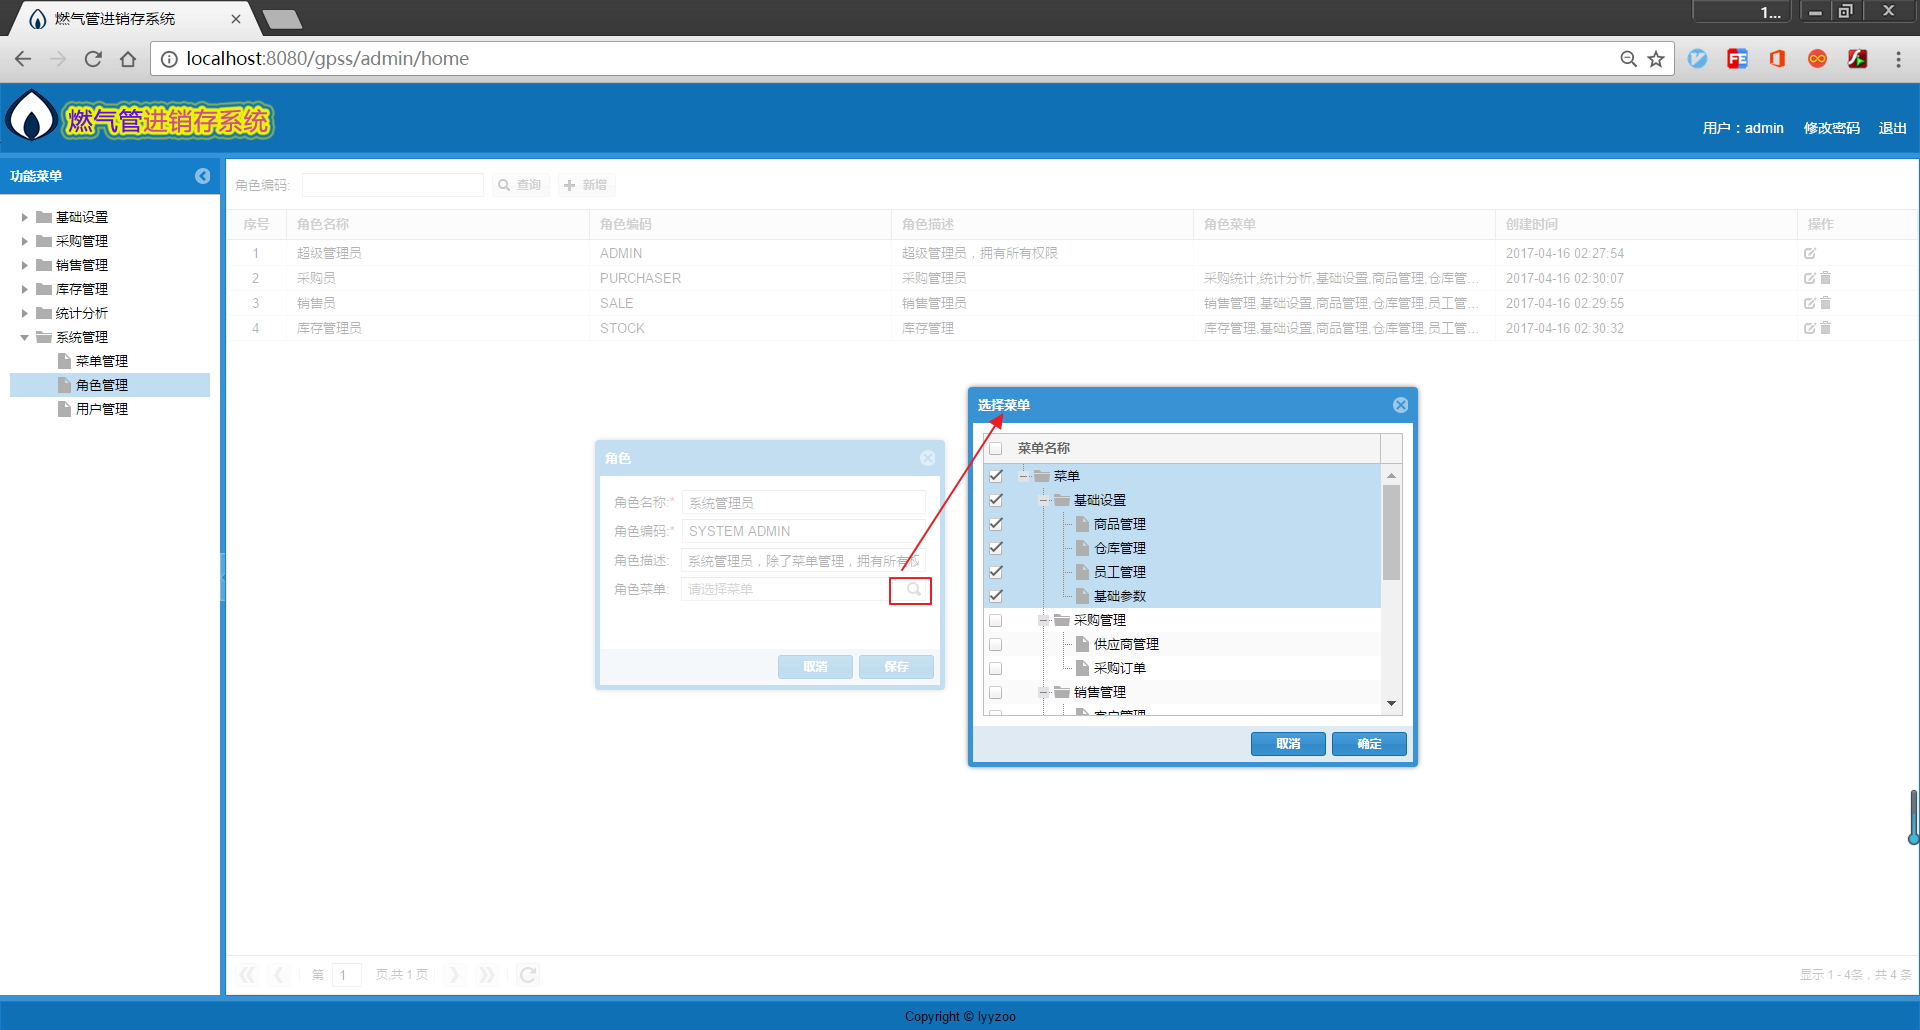 燃气管进销存系统
1...
localhost:8080/gpss/admin/home
燃气管进销存系统
用户：admin 修改密码 退出
功能菜单
基础设置
采购管理
销售管理
库存管理
统计分析
系统管理
菜单管理
角色管理
用户管理
角色编码: 查询 新增
序号 角色名称 角色编码 角色描述 角色菜单 创建时间 操作
1 超级管理员 ADMIN 超级管理员，拥有所有权限 2017-04-16 02:27:54
2 采购员 PURCHASER 采购管理员 采购统计,统计分析,基础设置,商品管理,仓库管... 2017-04-16 02:30:07
3 销售员 SALE 销售管理员 销售管理,基础设置,商品管理,仓库管理,员工管... 2017-04-16 02:29:55
4 库存管理员 STOCK 库存管理 库存管理,基础设置,商品管理,仓库管理,员工管... 2017-04-16 02:30:32
角色
角色名称:* 系统管理员
角色编码:* SYSTEM ADMIN
角色描述: 系统管理员，除了菜单管理，拥有所有权
角色菜单: 请选择菜单
取消 保存
选择菜单
菜单名称
菜单
基础设置
商品管理
仓库管理
员工管理
基础参数
采购管理
供应商管理
采购订单
销售管理
客户管理
取消 确定
第 1 页,共 1 页
显示 1 - 4条，共 4 条
Copyright © lyyzoo